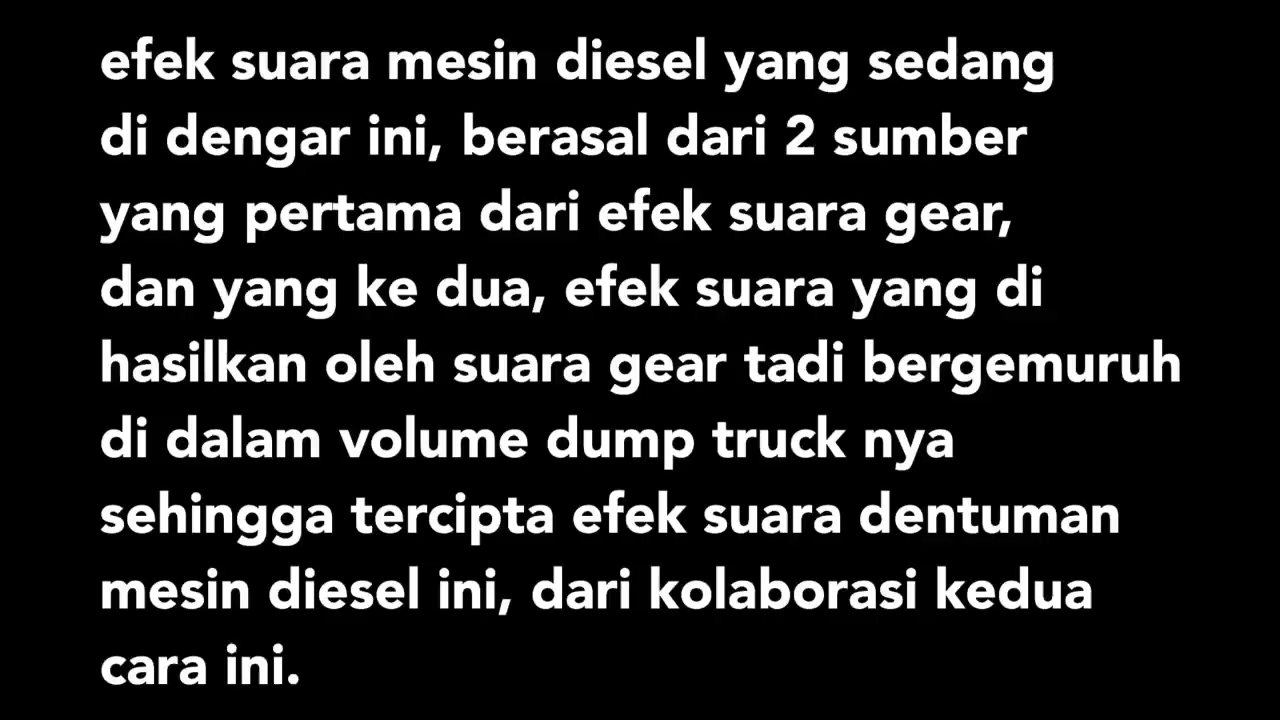 efek suara mesin diesel yang sedang
di dengar ini, berasal dari 2 sumber
yang pertama dari efek suara gear,
dan yang ke dua, efek suara yang di
hasilkan oleh suara gear tadi bergemuruh
di dalam volume dump truck nya
sehingga tercipta efek suara dentuman
mesin diesel ini, dari kolaborasi kedua
cara ini.